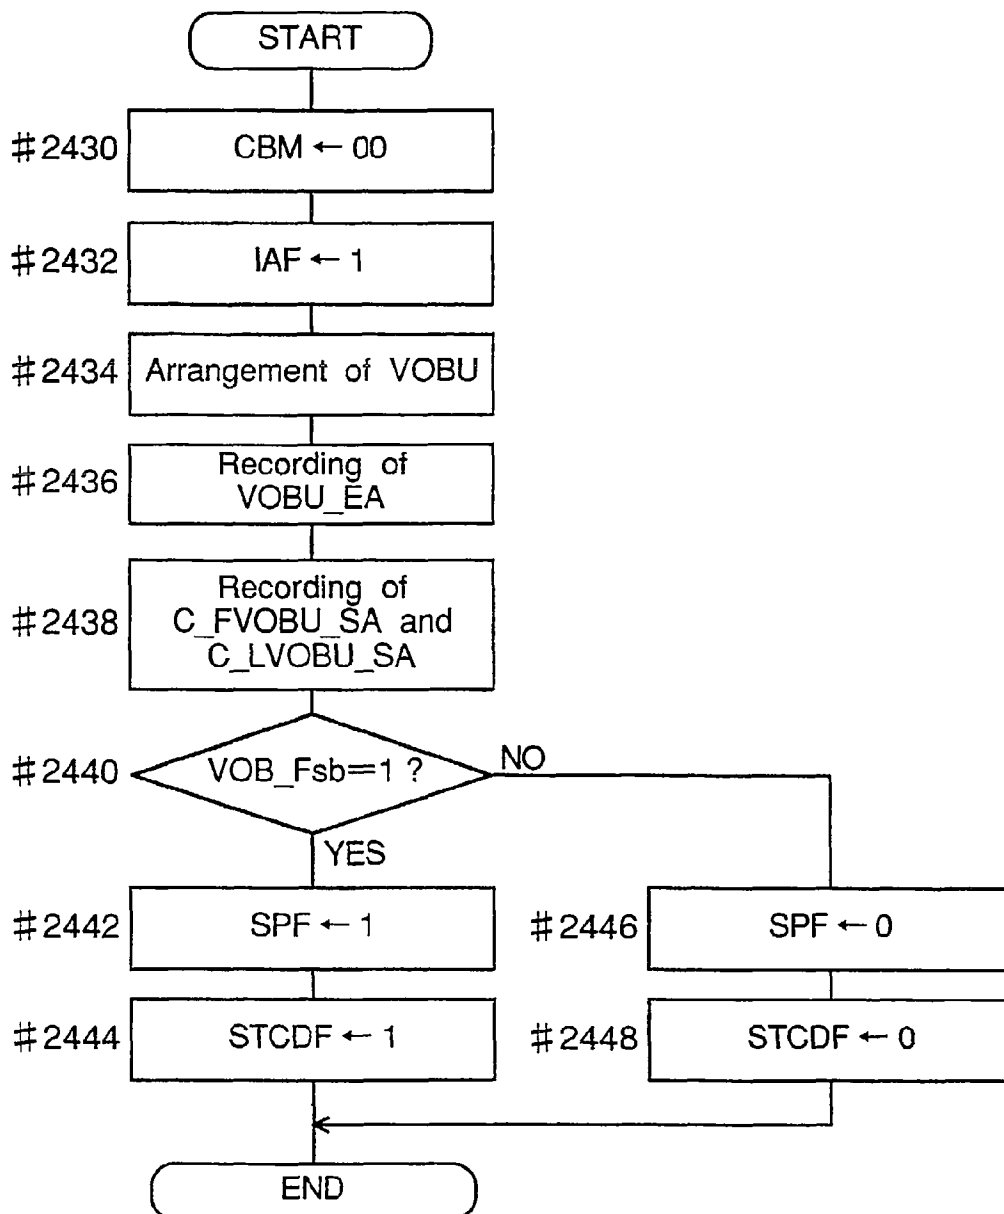 START
#2430
CBM ← 00
#2432
IAF ← 1
#2434
Arrangement of VOBU
#2436
Recording of
VOBU_EA
#2438
Recording of
C_FVOBU_SA and
C_LVOBU_SA
#2440
VOB_Fsb=1 ?
NO
YES
#2442
SPF ← 1
#2446
SPF ← 0
#2444
STCDF ← 1
#2448
STCDF ← 0
END